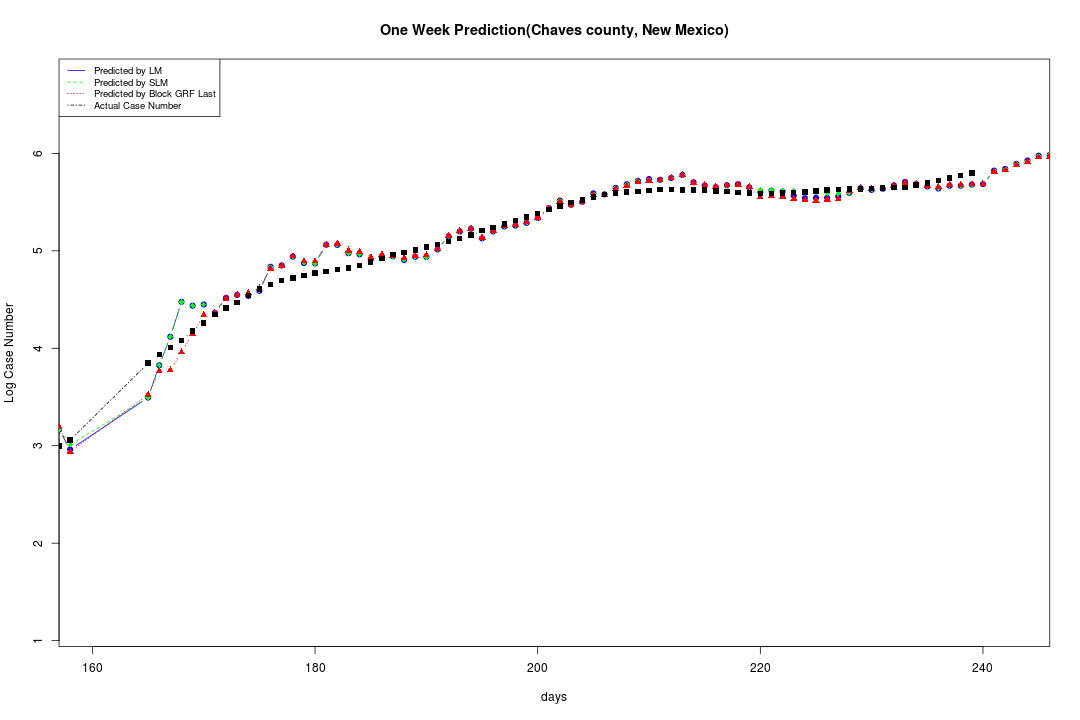 One Week Prediction(Chaves county, New Mexico)
Predicted by LM
Predicted by SLM
Predicted by Block GRF Last
Actual Case Number
6
5
4
3
2
1
Log Case Number
160 180 200 220 240
days